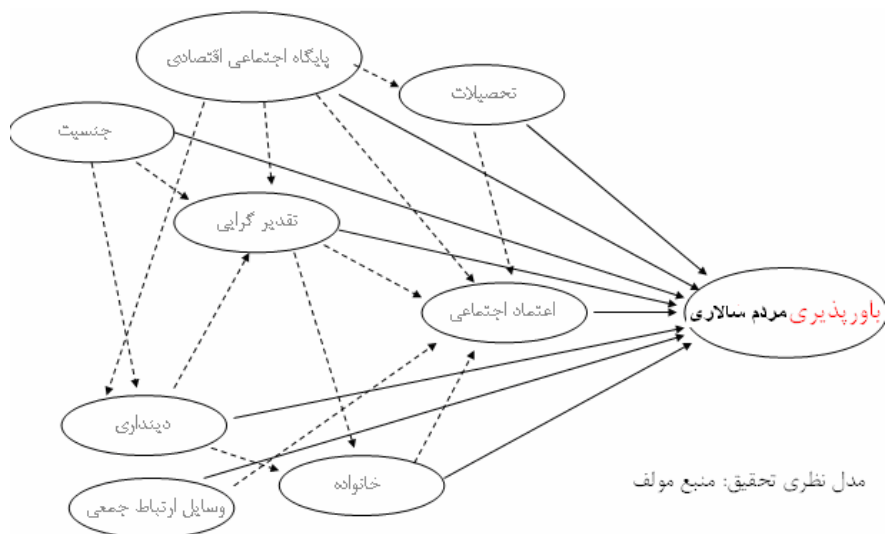 پایگاه اجتماعی اقتصادی
تحصیلات
جنسیت
تقدیر گرایی
اعتماد اجتماعی
باورپذیری مردم سالاری
دینداری
خانواده
وسایل ارتباط جمعی
مدل نظری تحقیق: منبع مولف